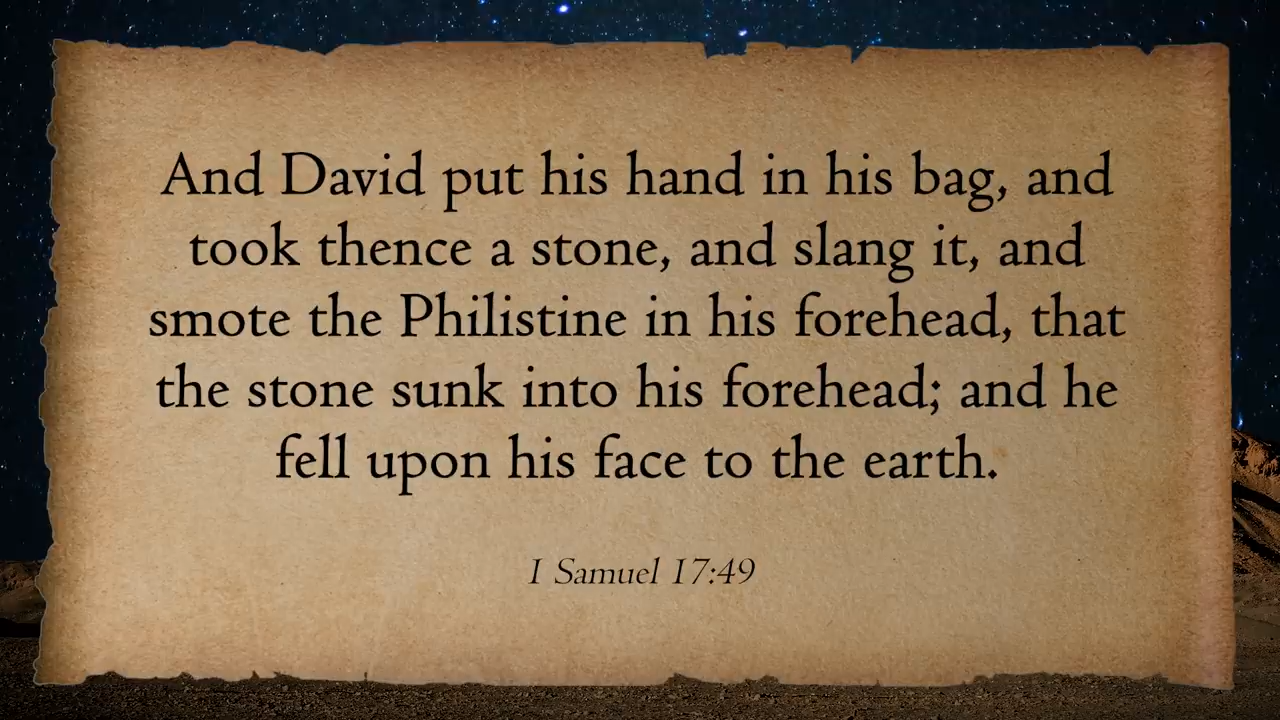 And David put his hand in his bag, and
took thence a stone, and slang it, and
smote the Philistine in his forehead, that
the stone sunk into his forehead; and he
fell upon his face to the earth.
I Samuel 17:49